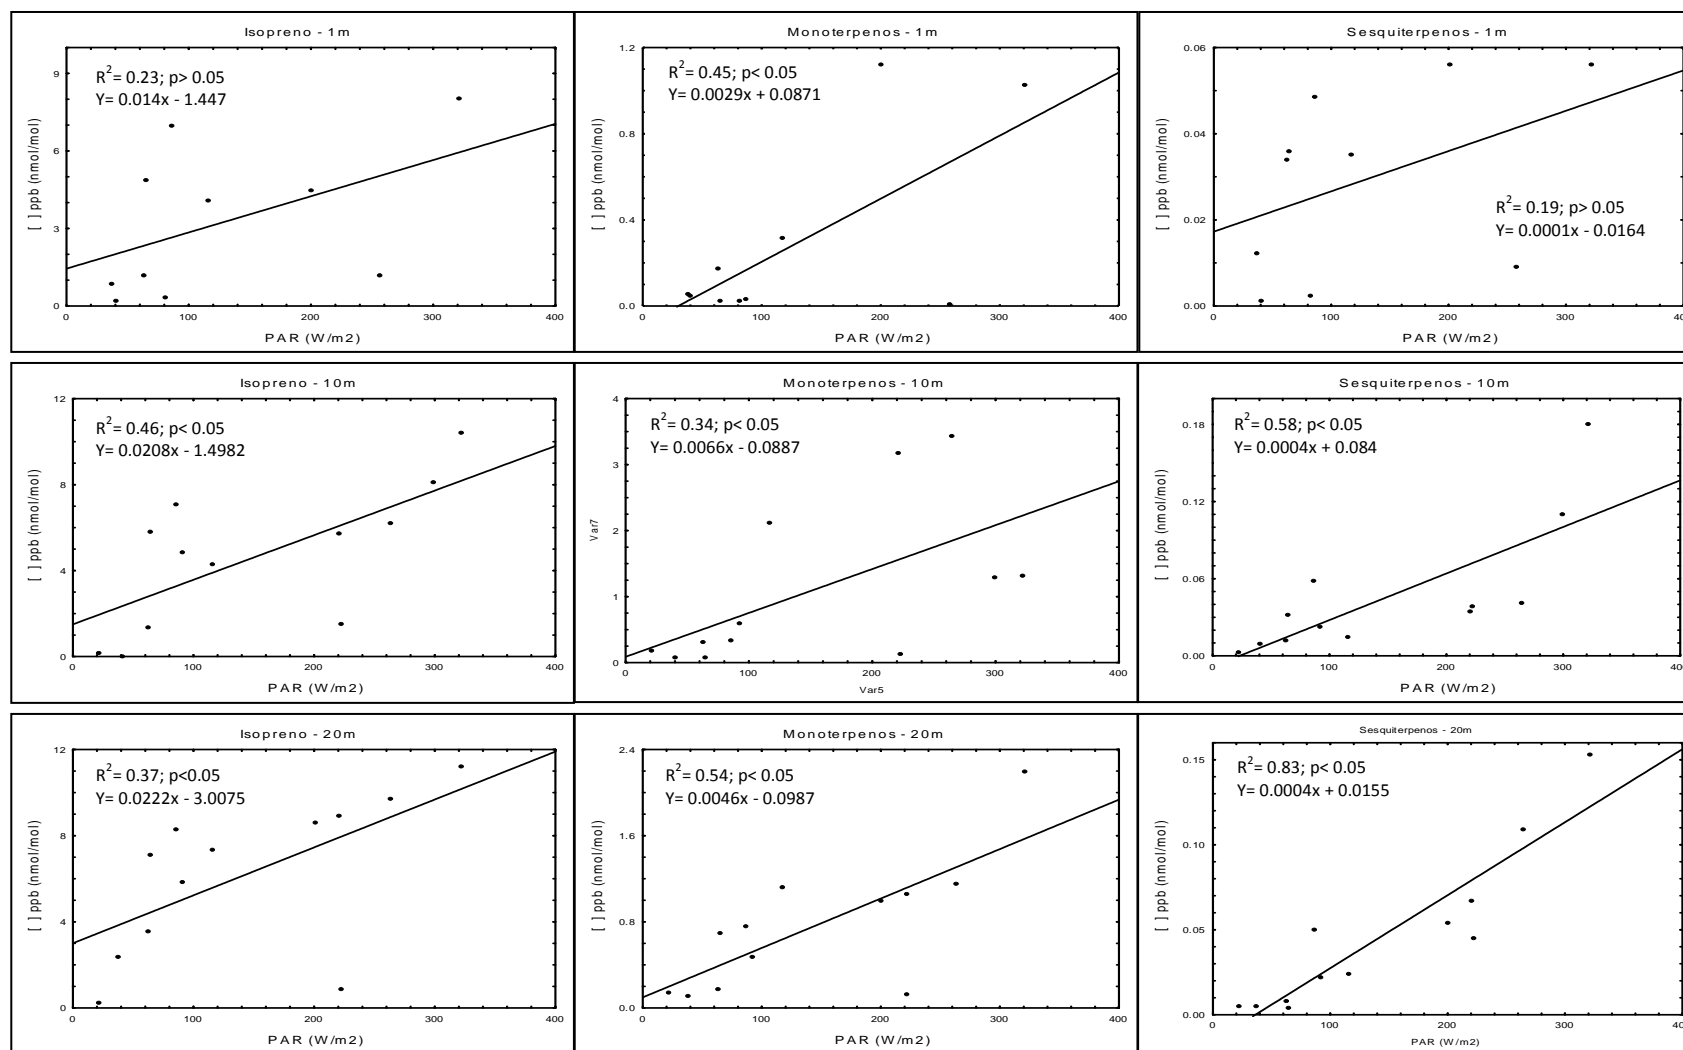 Isopreno - 1m
R²= 0.23; p> 0.05
Y= 0.014x - 1.447
[ ] ppb (nmol/mol)
9
6
3
0
0 100 200 300 400
PAR (W/m2)
Monoterpenos - 1m
R²= 0.45; p< 0.05
Y= 0.0029x + 0.0871
[ ] ppb (nmol/mol)
1.2
0.8
0.4
0.0
0 100 200 300 400
PAR (W/m2)
Sesquiterpenos - 1m
R²= 0.19; p> 0.05
Y= 0.0001x - 0.0164
[ ] ppb (nmol/mol)
0.06
0.04
0.02
0.00
0 100 200 300 400
PAR (W/m2)
Isopreno - 10m
R²= 0.46; p< 0.05
Y= 0.0208x - 1.4982
[ ] ppb (nmol/mol)
12
8
4
0
0 100 200 300 400
PAR (W/m2)
Monoterpenos - 10m
R²= 0.34; p< 0.05
Y= 0.0066x - 0.0887
Var7
4
3
2
1
0
0 100 200 300 400
Var5
Sesquiterpenos - 10m
R²= 0.58; p< 0.05
Y= 0.0004x + 0.084
[ ] ppb (nmol/mol)
0.18
0.12
0.06
0.00
0 100 200 300 400
PAR (W/m2)
Isopreno - 20m
R²= 0.37; p<0.05
Y= 0.0222x - 3.0075
[ ] ppb (nmol/mol)
12
8
4
0
0 100 200 300 400
PAR (W/m2)
Monoterpenos - 20m
R²= 0.54; p< 0.05
Y= 0.0046x - 0.0987
[ ] ppb (nmol/mol)
2.4
1.6
0.8
0.0
0 100 200 300 400
PAR (W/m2)
Sesquiterpenos - 20m
R²= 0.83; p< 0.05
Y= 0.0004x + 0.0155
[ ] ppb (nmol/mol)
0.15
0.10
0.05
0.00
0 100 200 300 400
PAR (W/m2)